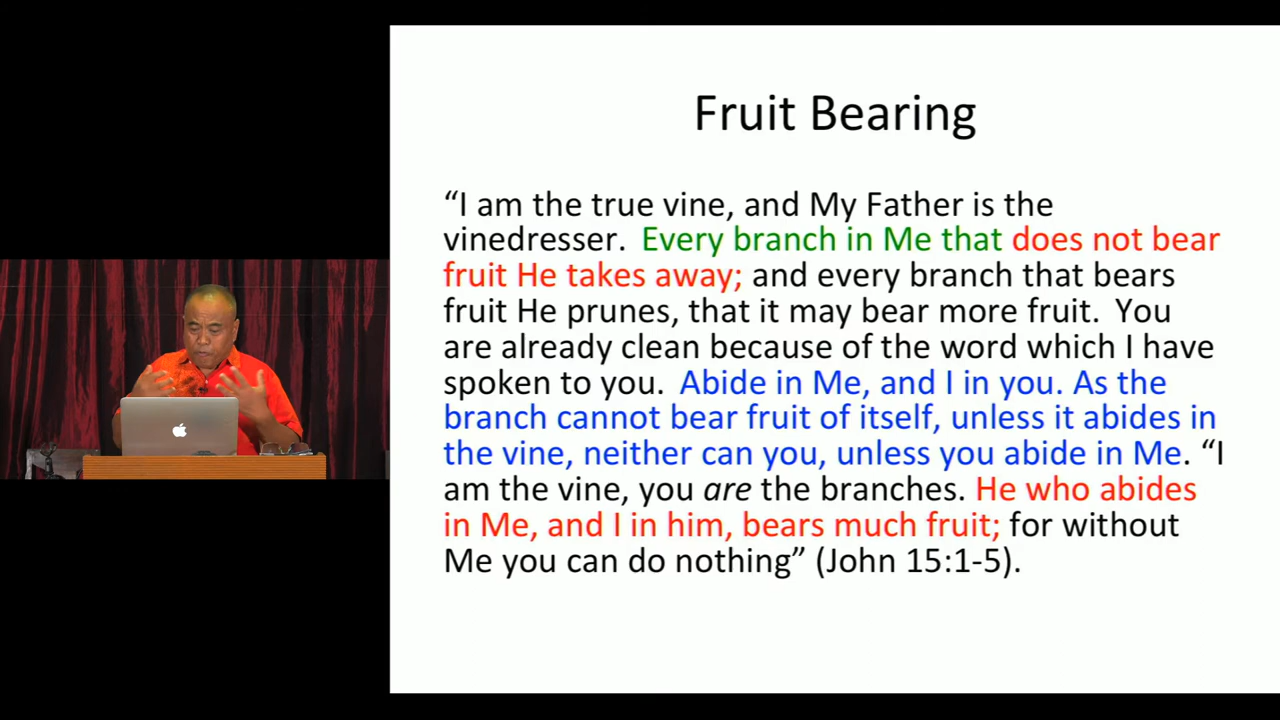 Fruit Bearing
“I am the true vine, and My Father is the
vinedresser.  Every branch in Me that does not bear
fruit He takes away; and every branch that bears
fruit He prunes, that it may bear more fruit.  You
are already clean because of the word which I have
spoken to you.  Abide in Me, and I in you. As the
branch cannot bear fruit of itself, unless it abides in
the vine, neither can you, unless you abide in Me. “I
am the vine, you are the branches. He who abides
in Me, and I in him, bears much fruit; for without
Me you can do nothing” (John 15:1-5).